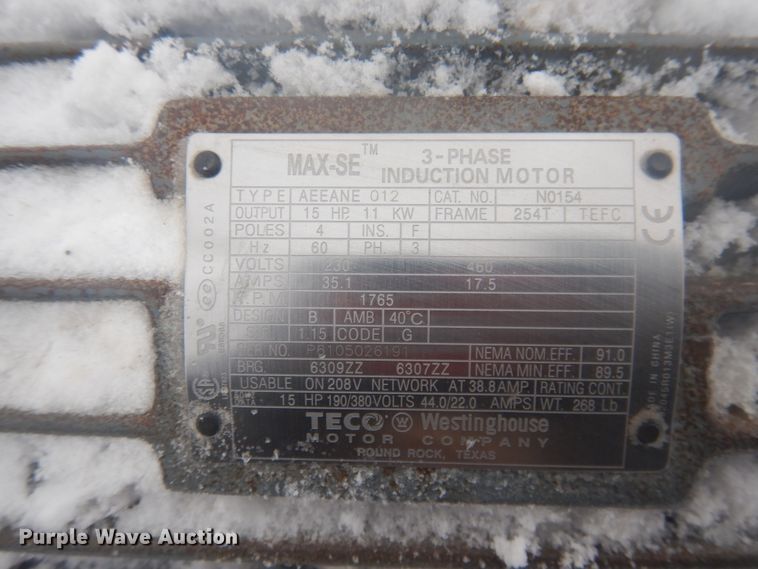 MAX-SE™ 3-PHASE INDUCTION MOTOR
TYPE AEEANE 012 CAT. NO. N0154
OUTPUT 15 HP. 11 KW FRAME 254T TEFC
POLES 4 INS. F
Hz 60 PH. 3
VOLTS 230 460
AMPS 35.1 17.5
R.P.M. 1765
DESIGN B AMB 40°C
1.15 CODE G
NO. P6105026191 NEMA NOM EFF. 91.0
BRG. 6309ZZ 6307ZZ NEMA MIN EFF. 89.5
USABLE ON 208V NETWORK AT 38.8 AMP. RATING CONT
15 HP 190/380VOLTS 44.0/22.0 AMPS WT. 268 Lb
TECO Westinghouse
MOTOR COMPANY
ROUND ROCK, TEXAS
CC002A
CE
IN CHINA
Purple Wave Auction